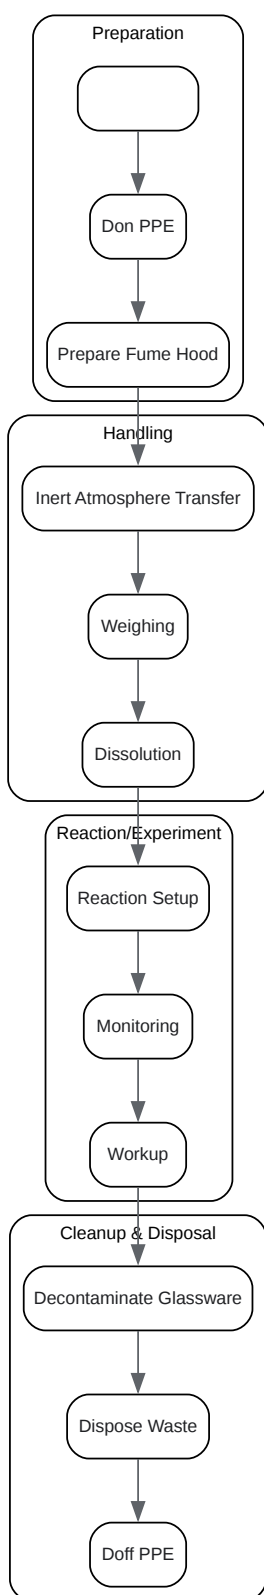 Preparation
Don PPE
Prepare Fume Hood
Handling
Inert Atmosphere Transfer
Weighing
Dissolution
Reaction/Experiment
Reaction Setup
Monitoring
Workup
Cleanup & Disposal
Decontaminate Glassware
Dispose Waste
Doff PPE